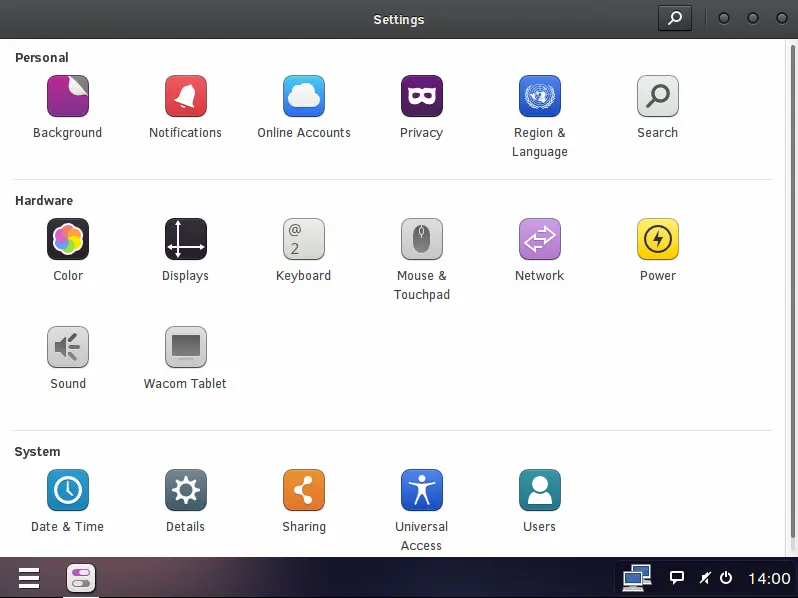 Settings
Personal
Background
Notifications
Online Accounts
Privacy
Region &
Language
Search
Hardware
Color
Displays
@
2
Keyboard
Mouse &
Touchpad
Network
Power
Sound
Wacom Tablet
System
Date & Time
Details
Sharing
Universal
Access
Users
14:00